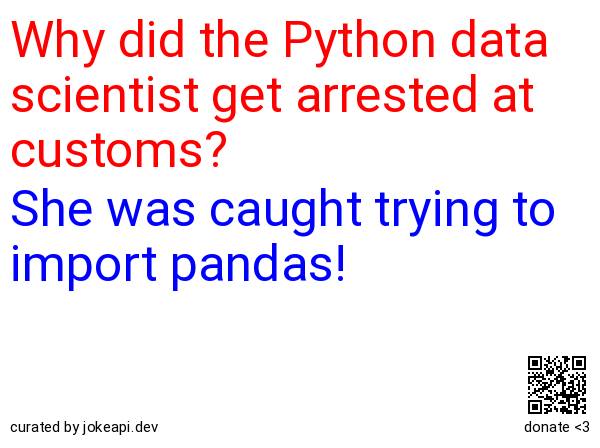 Why did the Python data
scientist get arrested at
customs?
She was caught trying to
import pandas!
curated by jokeapi.dev
donate <3